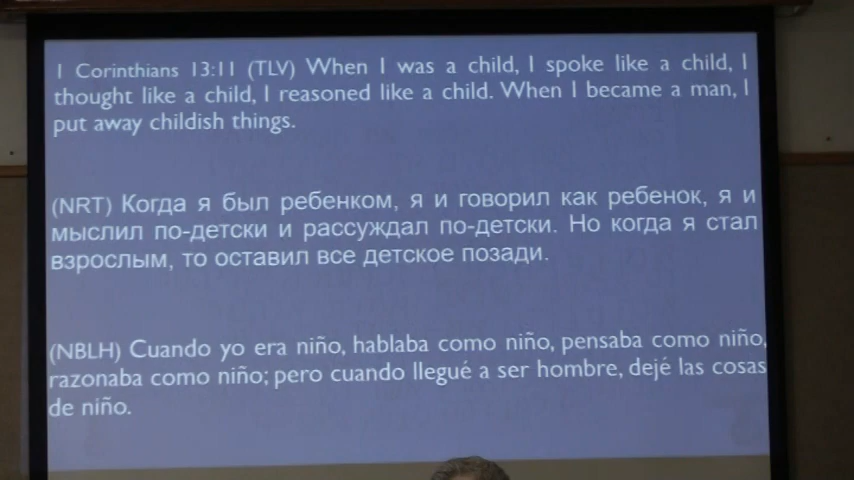 1 Corinthians 13:11 (TLV) When I was a child, I spoke like a child, I
thought like a child, I reasoned like a child. When I became a man, I
put away childish things.
(NRT) Когда я был ребенком, я и говорил как ребенок, я и
мыслил по-детски и рассуждал по-детски. Но когда я стал
взрослым, то оставил все детское позади.
(NBLH) Cuando yo era niño, hablaba como niño, pensaba como niño,
razonaba como niño; pero cuando llegué a ser hombre, dejé las cosas
de niño.